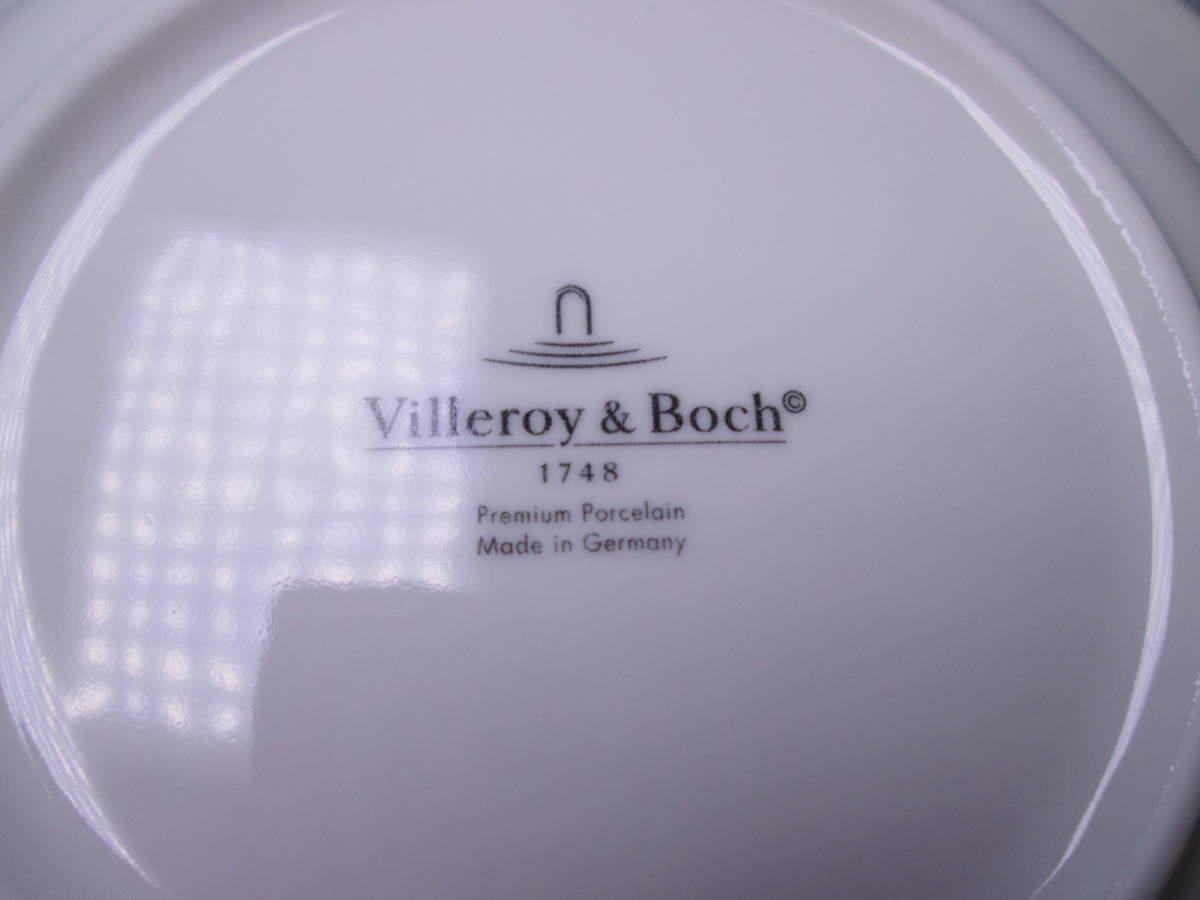 Villeroy & Boch©
1748
Premium Porcelain
Made in Germany